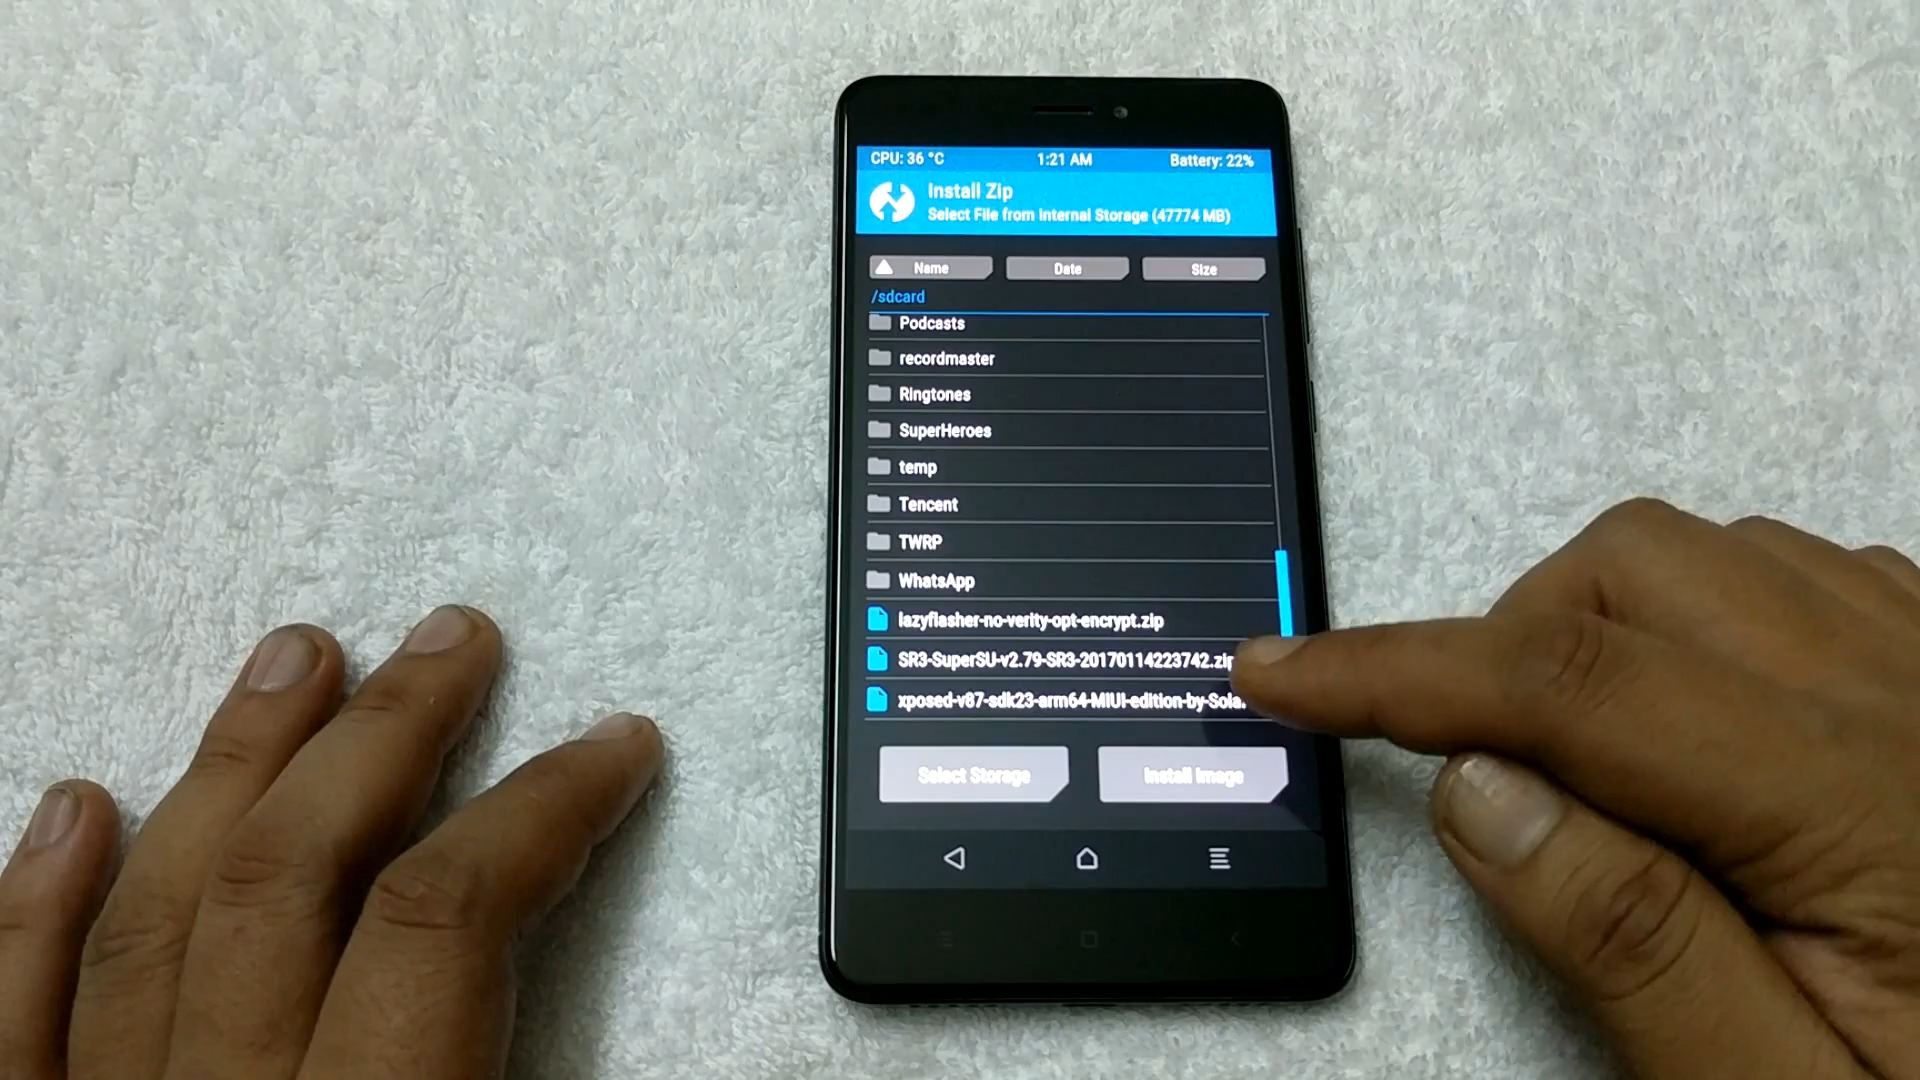 CPU: 36 °C 1:21 AM Battery: 22%
Install Zip
Select File from Internal Storage (47774 MB)
Name Date Size
/sdcard
Podcasts
recordmaster
Ringtones
SuperHeroes
temp
Tencent
TWRP
WhatsApp
lazyflasher-no-verity-opt-encrypt.zip
SR3-SuperSU-v2.79-SR3-20170114223742.zip
xposed-v87-sdk23-arm64-MIUI-edition-by-Solar
Select Storage Install Image